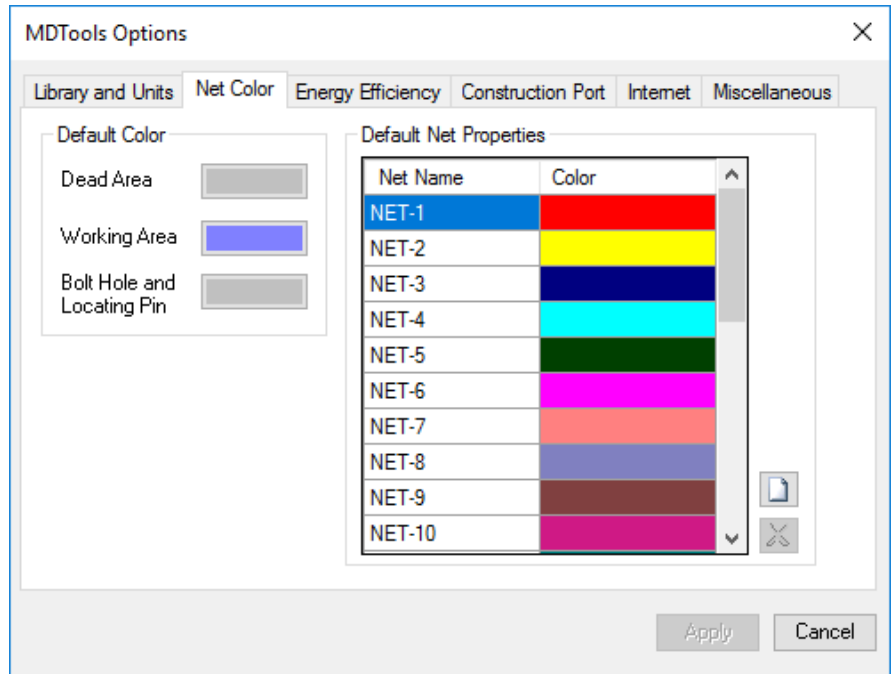 MDTools Options
Library and Units Net Color Energy Efficiency Construction Port Internet Miscellaneous
Default Color
Dead Area
Working Area
Bolt Hole and
Locating Pin
Default Net Properties
Net Name Color
NET-1
NET-2
NET-3
NET-4
NET-5
NET-6
NET-7
NET-8
NET-9
NET-10
Apply Cancel